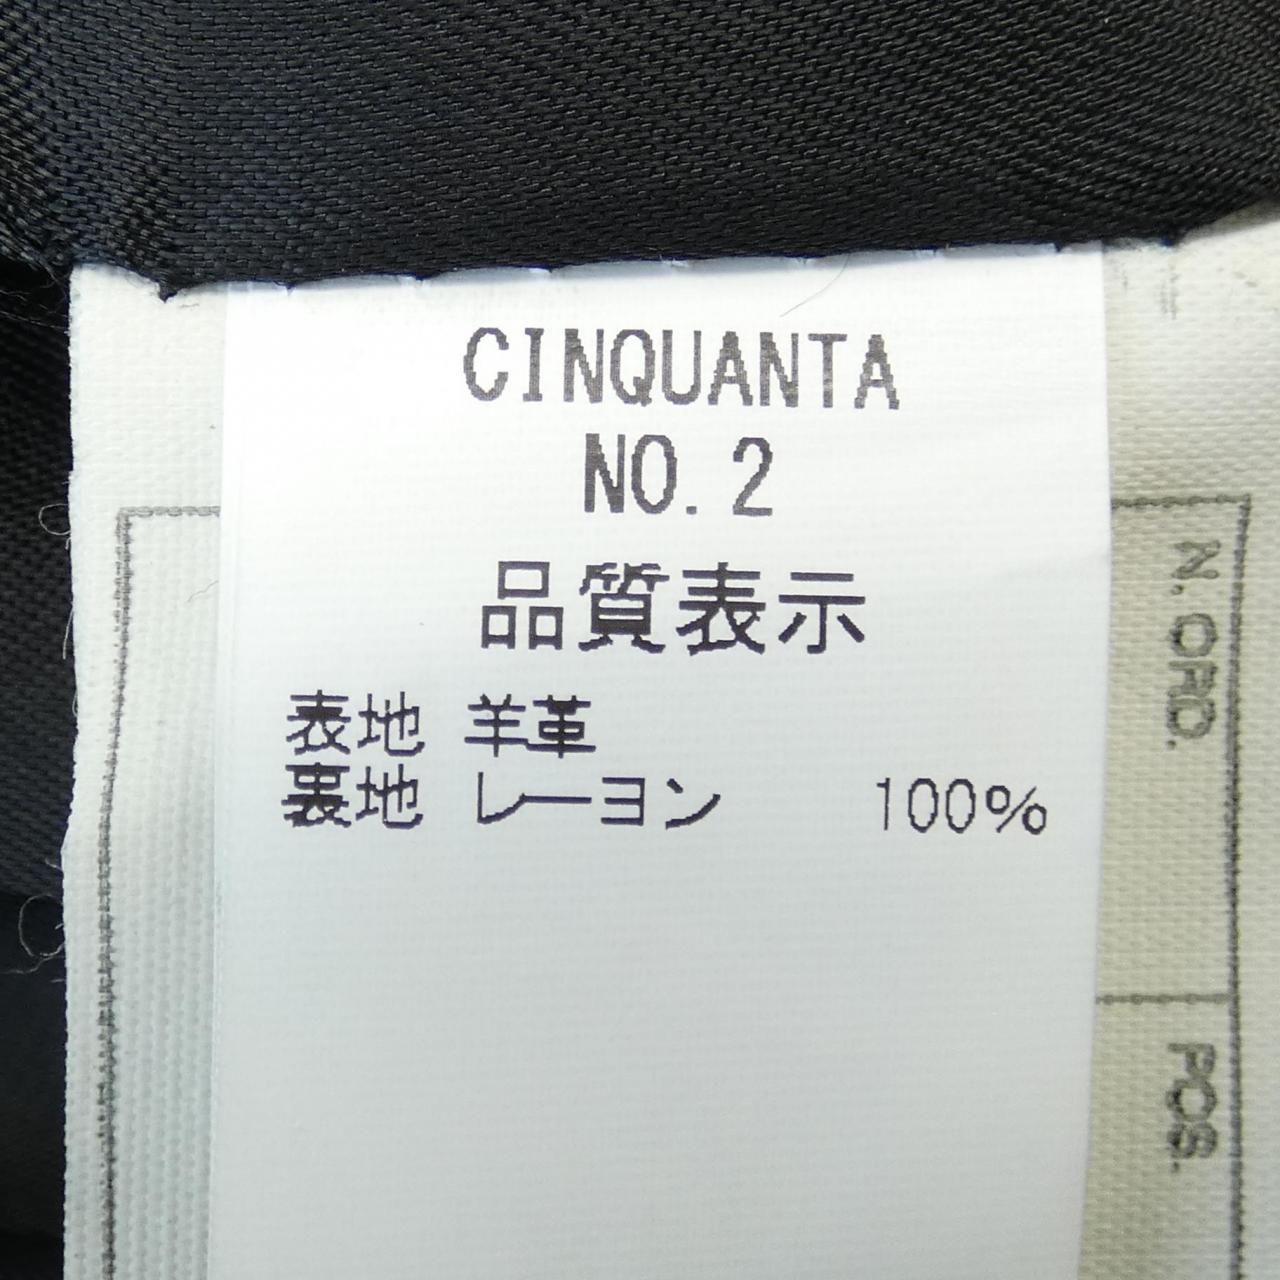 CINQUANTA
NO.2
品質表示
表地 羊革
裏地 レーヨン 100%
N. ORD.
POS.